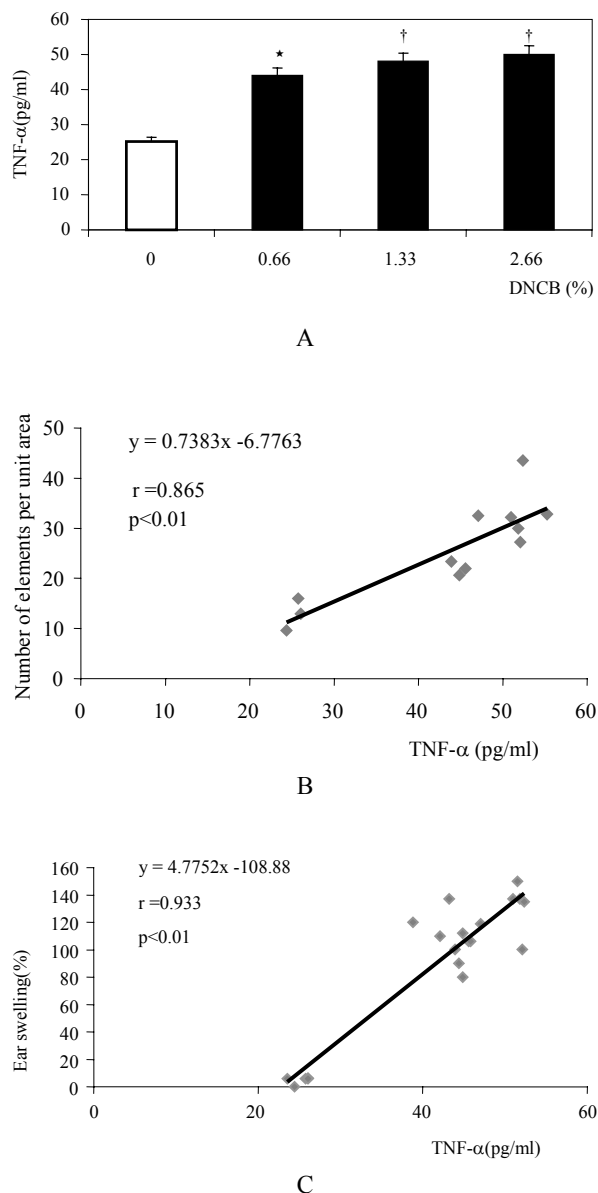 60
50
40
30
20
10
0
TNF-α(pg/ml)
★
†
†
0 0.66 1.33 2.66
DNCB (%)
A
50
40
30
20
10
0
Number of elements per unit area
y = 0.7383x -6.7763
r =0.865
p<0.01
0 10 20 30 40 50 60
TNF-α (pg/ml)
B
160
140
120
100
80
60
40
20
0
Ear swelling(%)
y = 4.7752x -108.88
r =0.933
p<0.01
0 20 40 60
TNF-α(pg/ml)
C